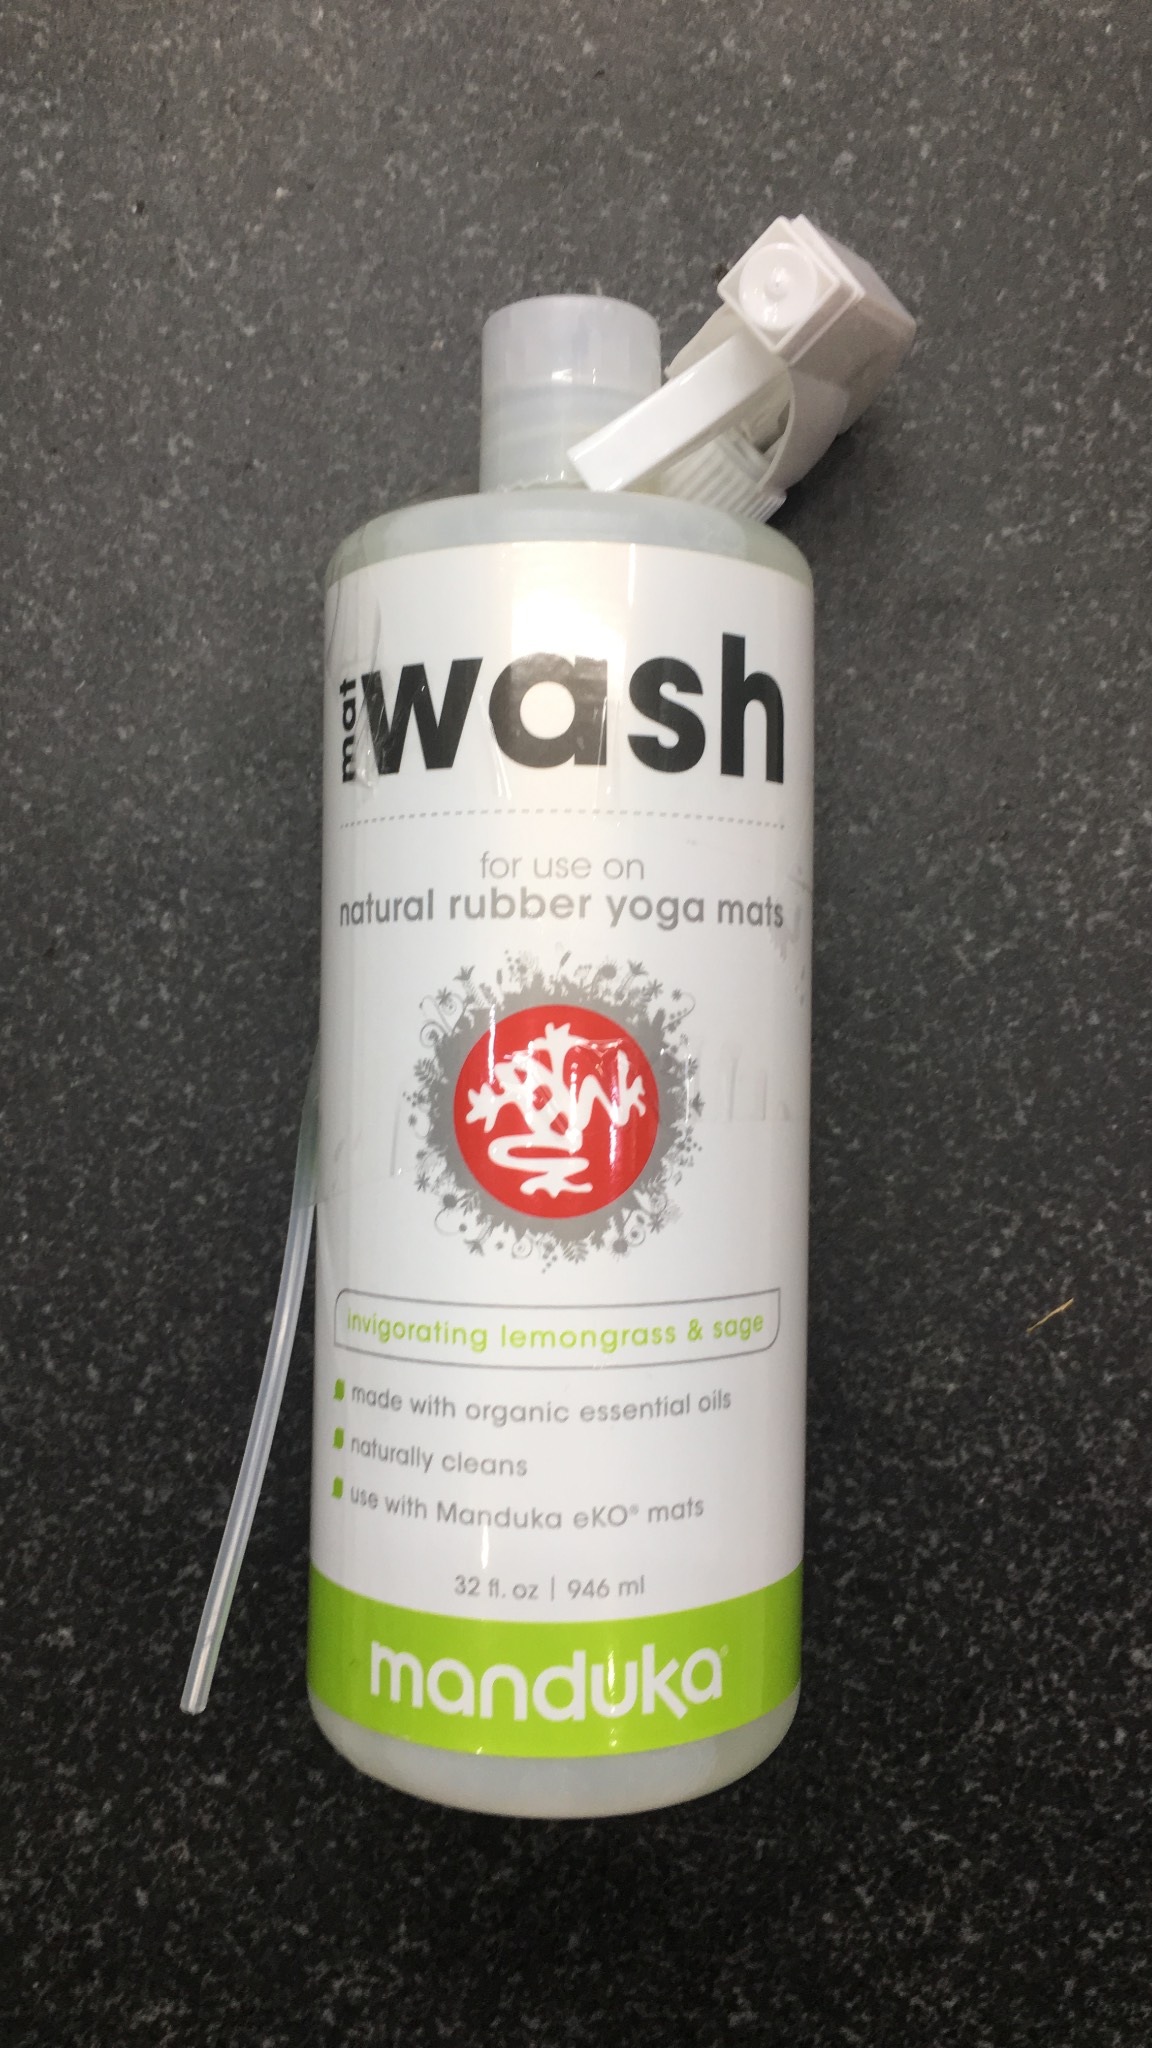 mat wash
for use on
natural rubber yoga mats
invigorating lemongrass & sage
made with organic essential oils
naturally cleans
use with Manduka eKO® mats
32 fl. oz | 946 ml
manduka®